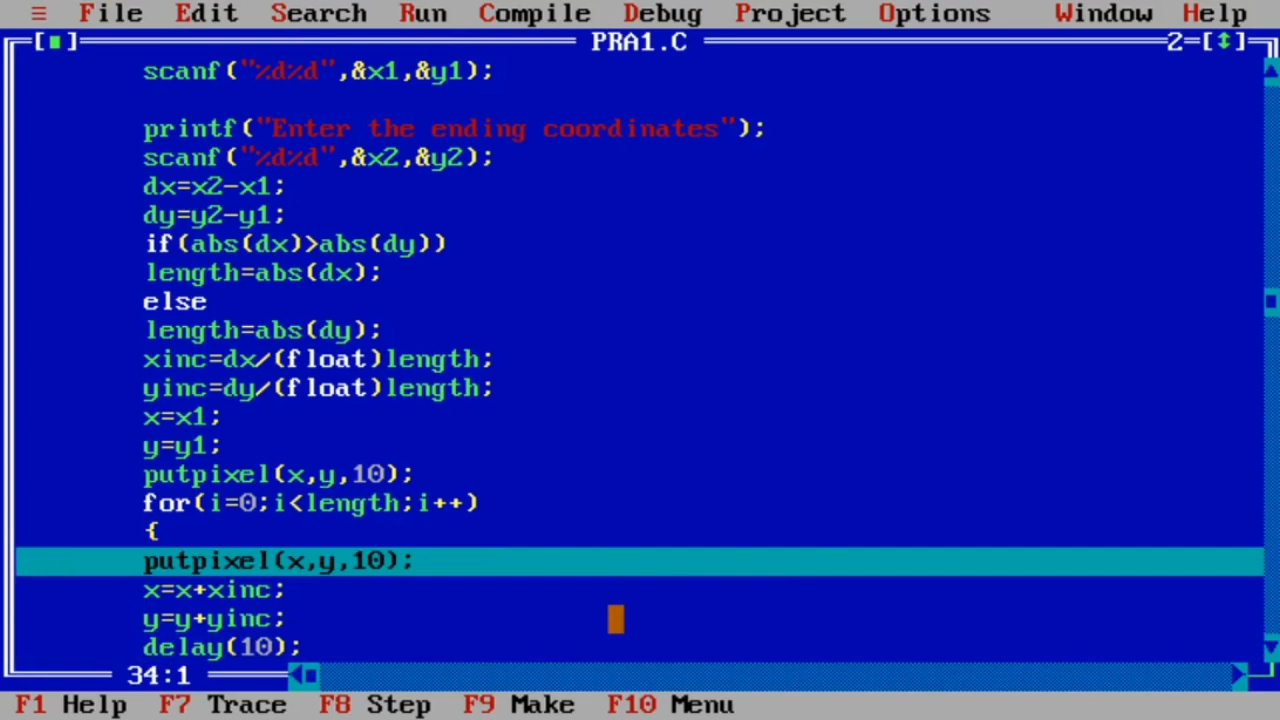 ≡ File Edit Search Run Compile Debug Project Options Window Help
[■] PRA1.C 2=[↕]
scanf("%d%d",&x1,&y1);
printf("Enter the ending coordinates");
scanf("%d%d",&x2,&y2);
dx=x2-x1;
dy=y2-y1;
if(abs(dx)>abs(dy))
length=abs(dx);
else
length=abs(dy);
xinc=dx/(float)length;
yinc=dy/(float)length;
x=x1;
y=y1;
putpixel(x,y,10);
for(i=0;i<length;i++)
{
putpixel(x,y,10);
x=x+xinc;
y=y+yinc;
delay(10);
34:1
F1 Help F7 Trace F8 Step F9 Make F10 Menu